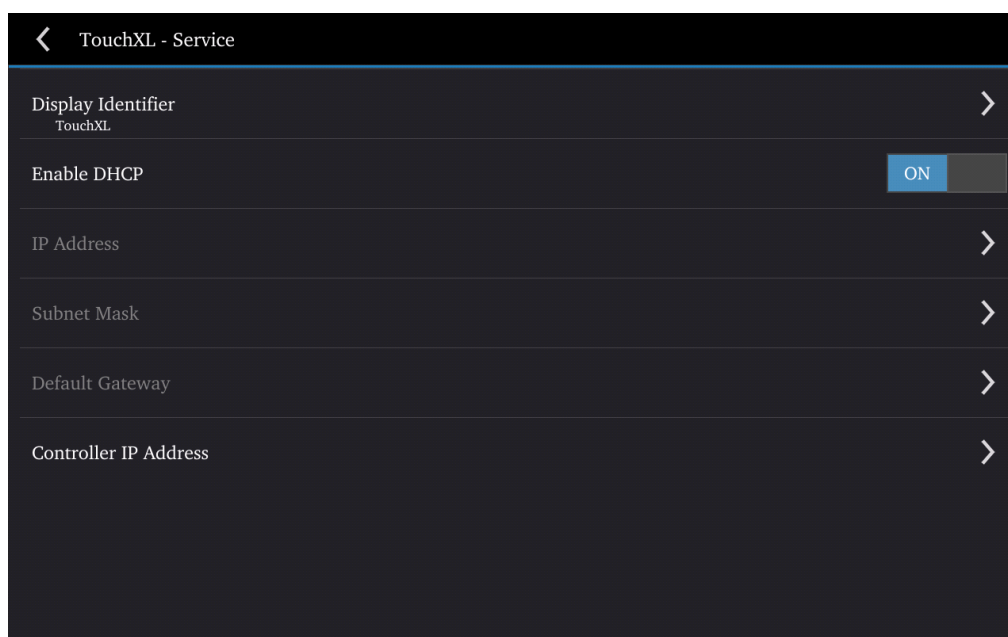 TouchXL - Service
Display Identifier
TouchXL
Enable DHCP
ON
IP Address
Subnet Mask
Default Gateway
Controller IP Address